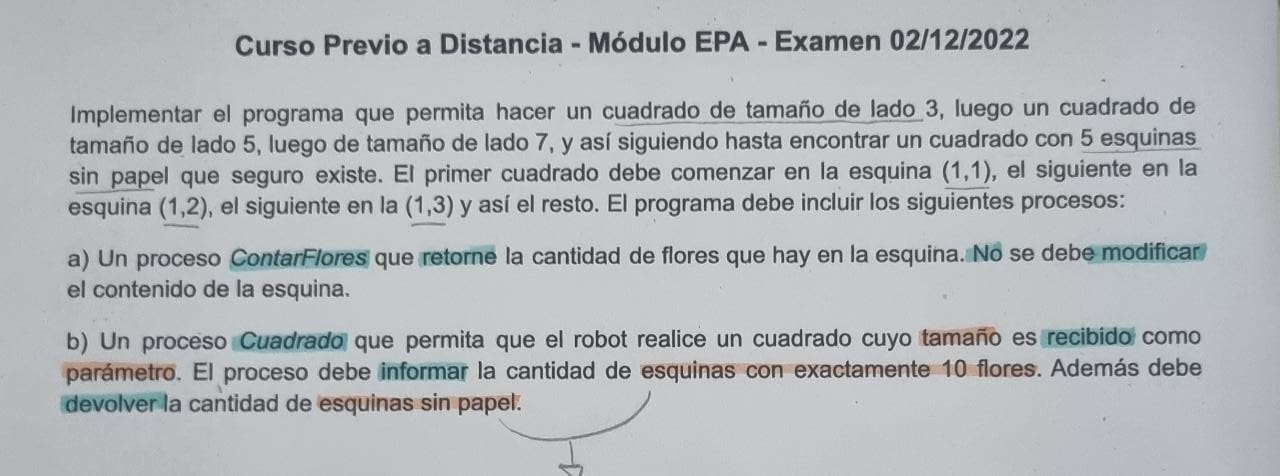 Curso Previo a Distancia - Módulo EPA - Examen 02/12/2022
Implementar el programa que permita hacer un cuadrado de tamaño de lado 3, luego un cuadrado de
tamaño de lado 5, luego de tamaño de lado 7, y así siguiendo hasta encontrar un cuadrado con 5 esquinas
sin papel que seguro existe. El primer cuadrado debe comenzar en la esquina (1,1), el siguiente en la
esquina (1,2), el siguiente en la (1,3) y así el resto. El programa debe incluir los siguientes procesos:
a) Un proceso ContarFlores que retorne la cantidad de flores que hay en la esquina. No se debe modificar
el contenido de la esquina.
b) Un proceso Cuadrado que permita que el robot realice un cuadrado cuyo tamaño es recibido como
parámetro. El proceso debe informar la cantidad de esquinas con exactamente 10 flores. Además debe
devolver la cantidad de esquinas sin papel.